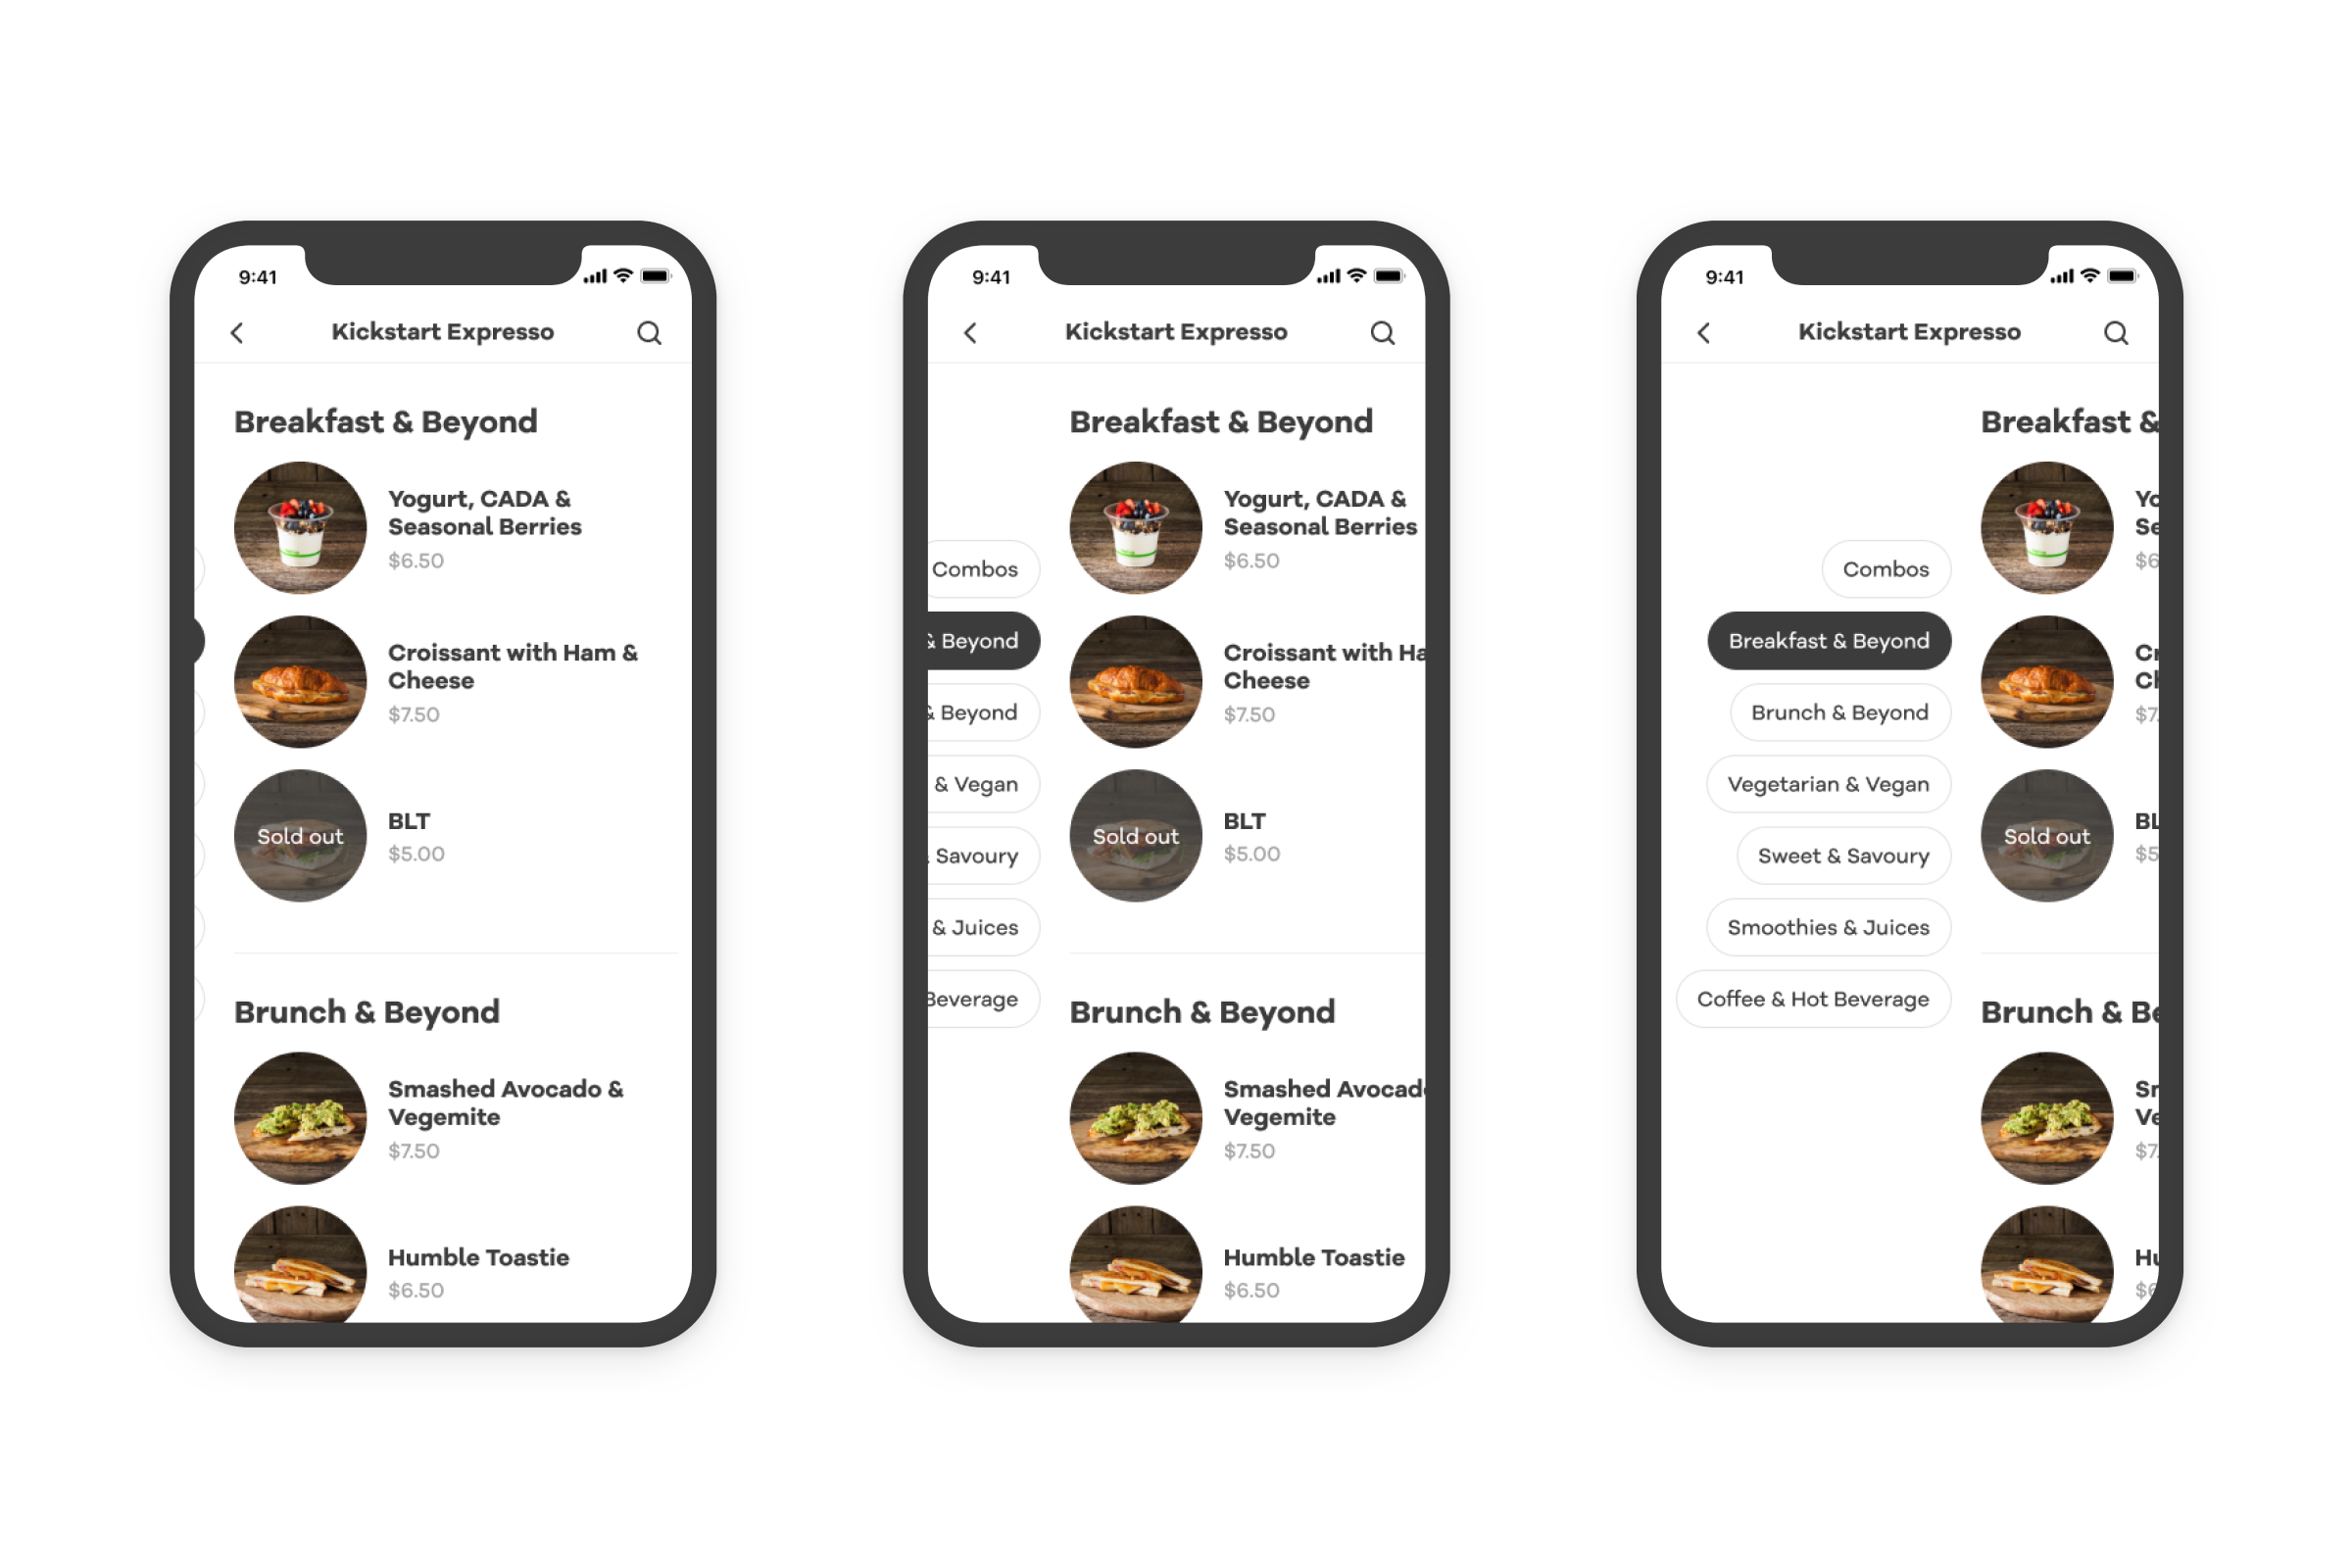 9:41
Kickstart Expresso
Breakfast & Beyond
Yogurt, CADA &
Seasonal Berries
$6.50
Croissant with Ham &
Cheese
$7.50
Sold out
BLT
$5.00
Brunch & Beyond
Smashed Avocado &
Vegemite
$7.50
Humble Toastie
$6.50
9:41
Kickstart Expresso
Breakfast & Beyond
Yogurt, CADA &
Seasonal Berries
$6.50
Combos
& Beyond
Croissant with Ha
Cheese
$7.50
& Beyond
& Vegan
Sold out
BLT
$5.00
& Savoury
& Juices
Beverage
Brunch & Beyond
Smashed Avocad
Vegemite
$7.50
Humble Toastie
$6.50
9:41
Kickstart Expresso
Breakfast &
Yo
Se
$6
Combos
Breakfast & Beyond
Brunch & Beyond
Vegetarian & Vegan
Sweet & Savoury
Smoothies & Juices
Coffee & Hot Beverage
Cr
Ch
$7.
Sold out
BL
$5
Brunch & Be
Sm
Ve
$7.
Hu
$6